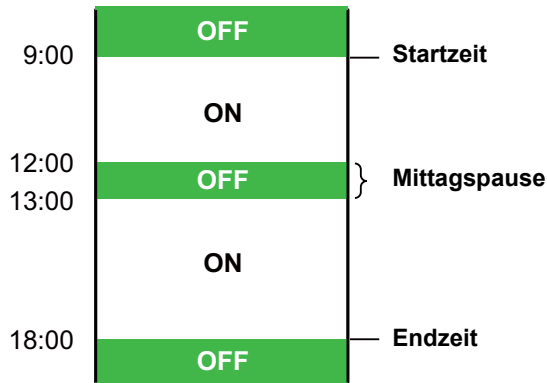 OFF
9:00
Startzeit
ON
12:00
OFF
Mittagspause
13:00
ON
18:00
Endzeit
OFF